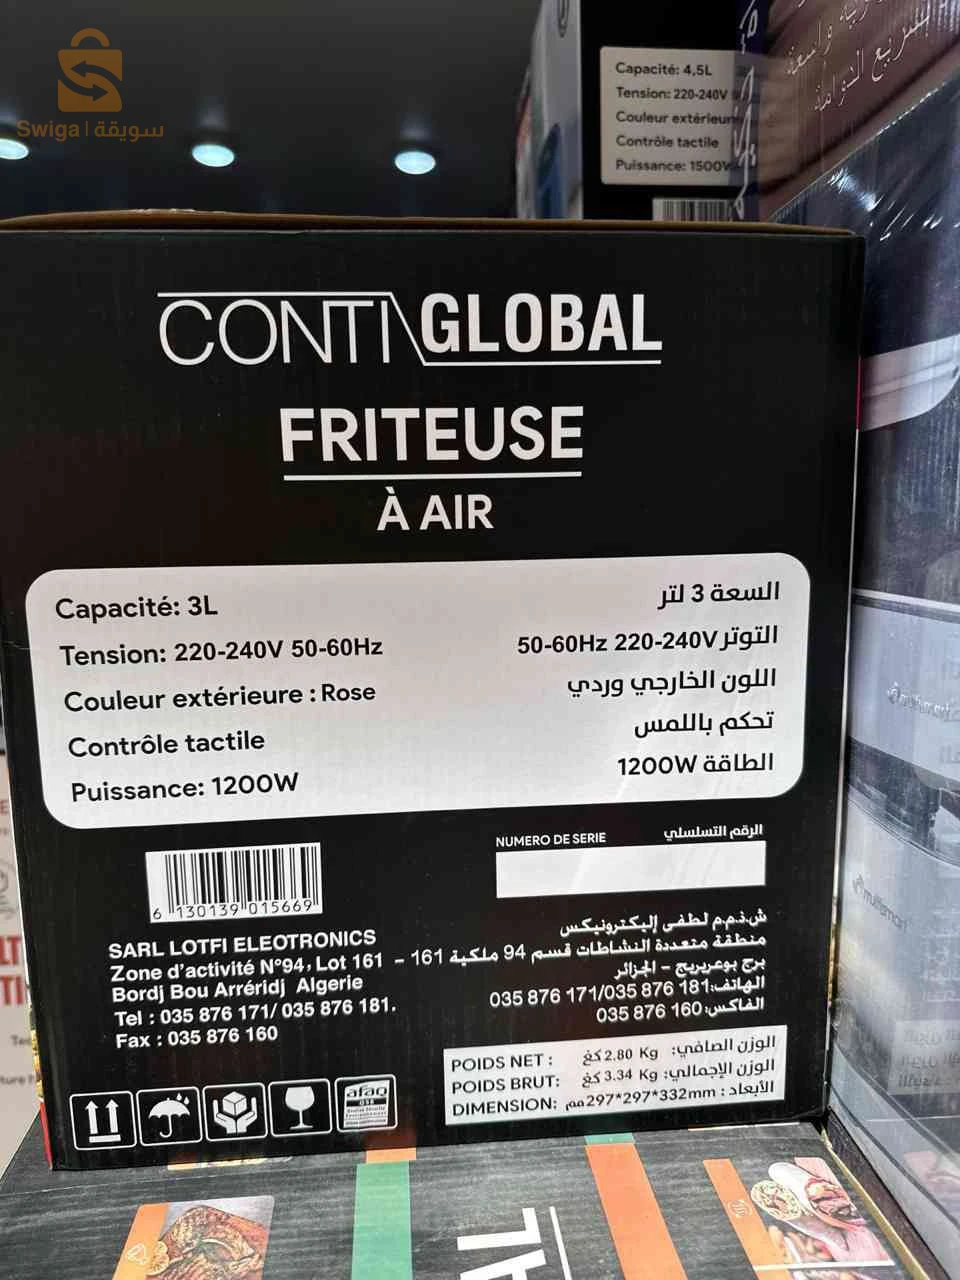 Swiga | سويقة
Capacité: 4,5L
Tension: 220-240V
Couleur extérieure
Contrôle tactile
Puissance: 1500W
CONTI GLOBAL
FRITEUSE
À AIR
Capacité: 3L
Tension: 220-240V 50-60Hz
Couleur extérieure : Rose
Contrôle tactile
Puissance: 1200W
السعة 3 لتر
التوتر 220-240V 50-60Hz
اللون الخارجي وردي
تحكم باللمس
الطاقة 1200W
6 130139 015669
NUMERO DE SERIE
الرقم التسلسلي
SARL LOTFI ELEOTRONICS
Zone d'activité N°94, Lot 161
Bordj Bou Arréridj Algerie
Tel : 035 876 171/ 035 876 181.
Fax : 035 876 160
ش.ذ.م.م لطفي إليكترونيكس
منطقة متعددة النشاطات قسم 94 ملكية 161 –
برج بوعريريج – الجزائر
الهاتف: 035 876 181/035 876 171
الفاكس: 035 876 160
POIDS NET : 2.80 Kg كغ الوزن الصافي:
POIDS BRUT: 3.34 Kg كغ الوزن الإجمالي:
DIMENSION: 297*297*332mm مم الأبعاد :
afaq